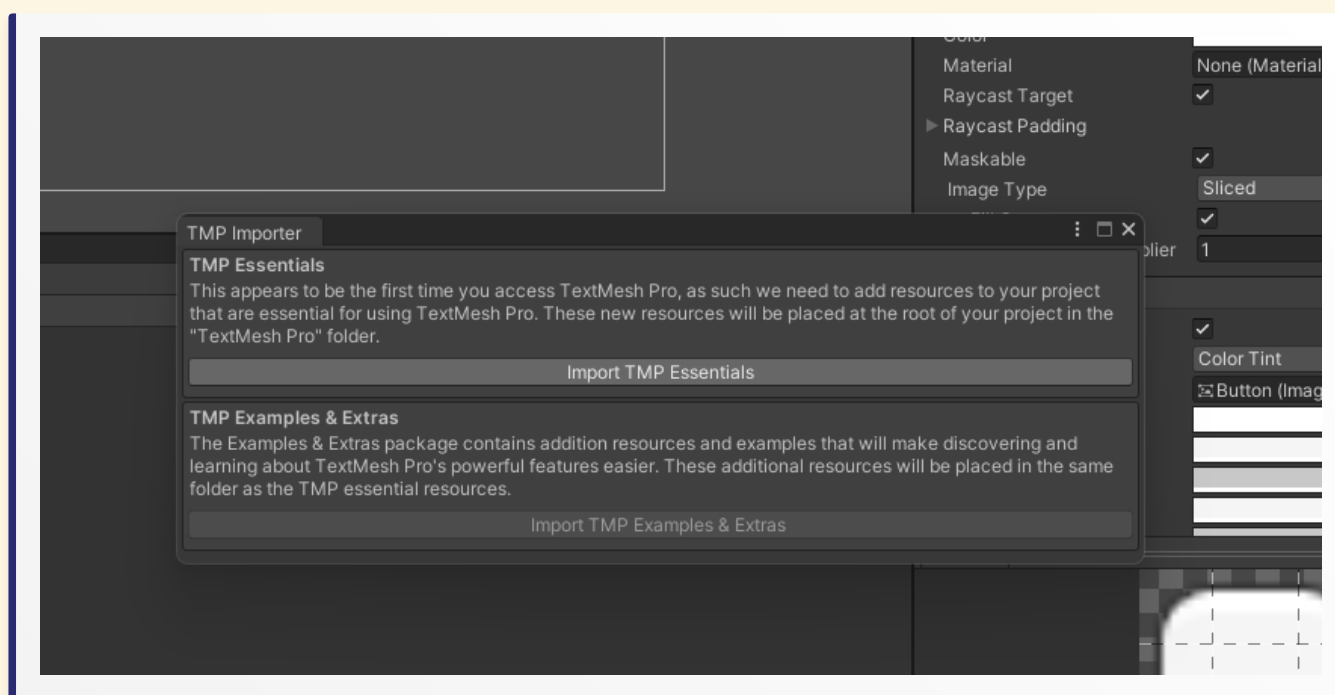 Material
None (Material
Raycast Target
Raycast Padding
Maskable
Image Type
Sliced
TMP Importer
plier
1
TMP Essentials
This appears to be the first time you access TextMesh Pro, as such we need to add resources to your project
that are essential for using TextMesh Pro. These new resources will be placed at the root of your project in the
"TextMesh Pro" folder.
Import TMP Essentials
Color Tint
Button (Imag
TMP Examples & Extras
The Examples & Extras package contains addition resources and examples that will make discovering and
learning about TextMesh Pro's powerful features easier. These additional resources will be placed in the same
folder as the TMP essential resources.
Import TMP Examples & Extras